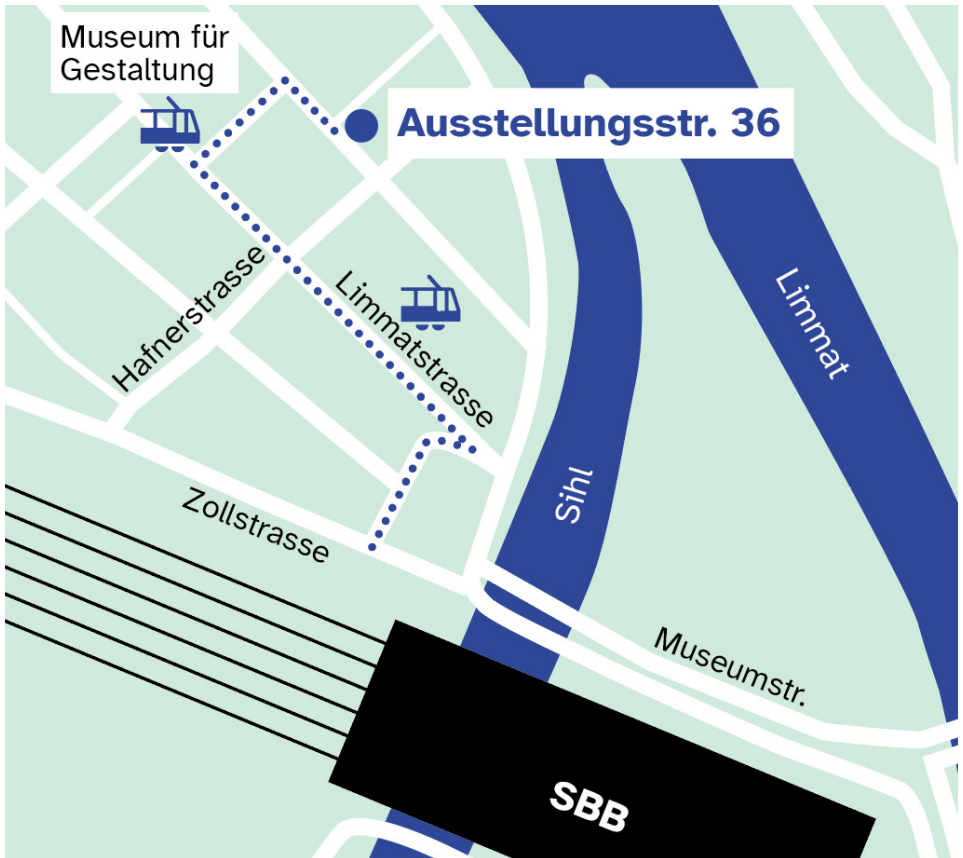 Museum für
Gestaltung
Ausstellungsstr. 36
Hafnerstrasse
Limmatstrasse
Limmat
Sihl
Zollstrasse
Museumstr.
SBB